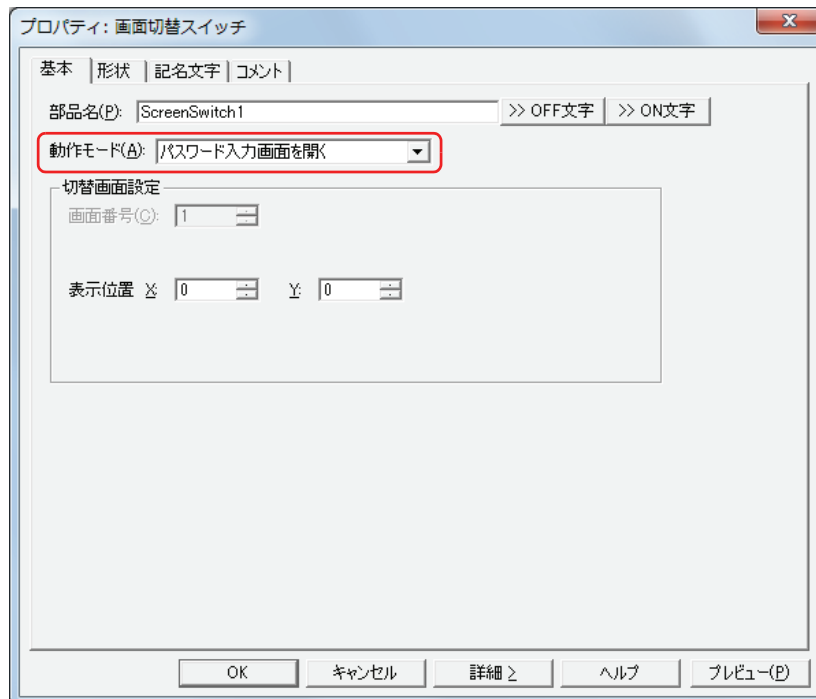 プロパティ: 画面切替スイッチ
基本 形状 記名文字 コメント
部品名(P): ScreenSwitch1 >> OFF文字 >> ON文字
動作モード(A): パスワード入力画面を開く
切替画面設定
画面番号(C): 1
表示位置 X: 0 Y: 0
OK キャンセル 詳細 > ヘルプ プレビュー(P)